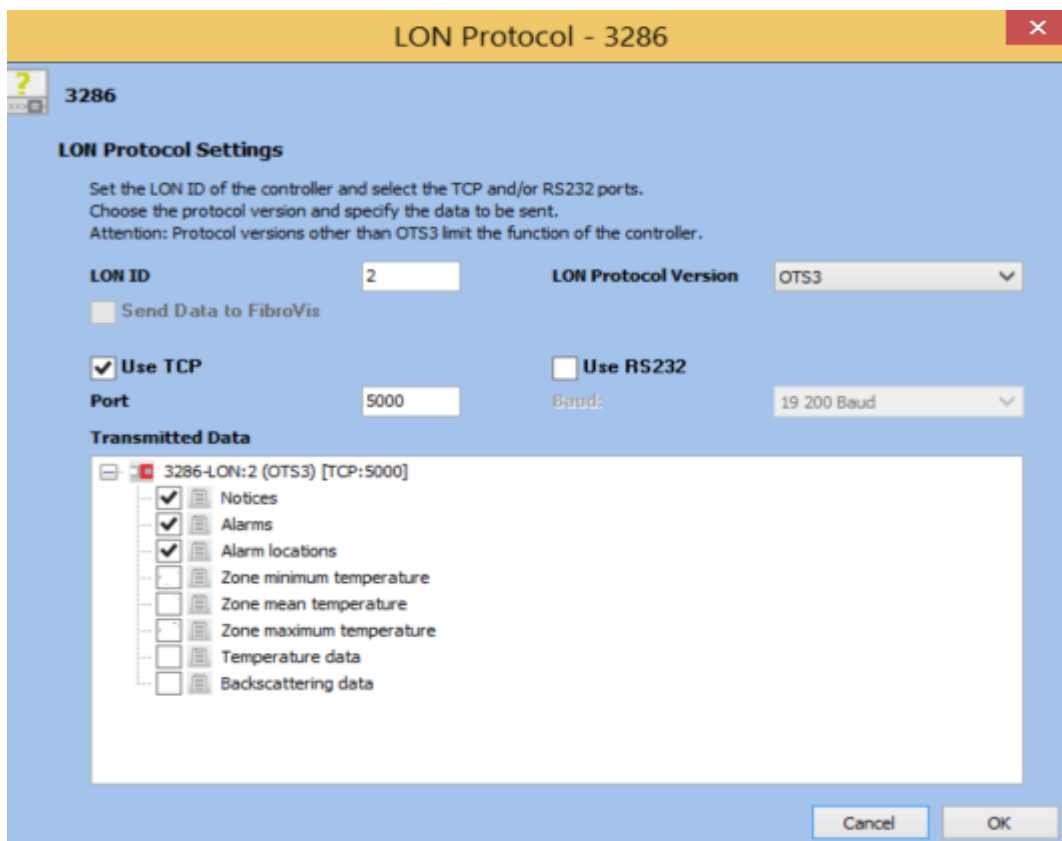 LON Protocol - 3286
3286
LON Protocol Settings
Set the LON ID of the controller and select the TCP and/or RS232 ports.
Choose the protocol version and specify the data to be sent.
Attention: Protocol versions other than OTS3 limit the function of the controller.
LON ID 2 LON Protocol Version OTS3
Send Data to FibroVis
Use TCP Use RS232
Port 5000 Baud: 19 200 Baud
Transmitted Data
3286-LON:2 (OTS3) [TCP:5000]
Notices
Alarms
Alarm locations
Zone minimum temperature
Zone mean temperature
Zone maximum temperature
Temperature data
Backscattering data
Cancel OK